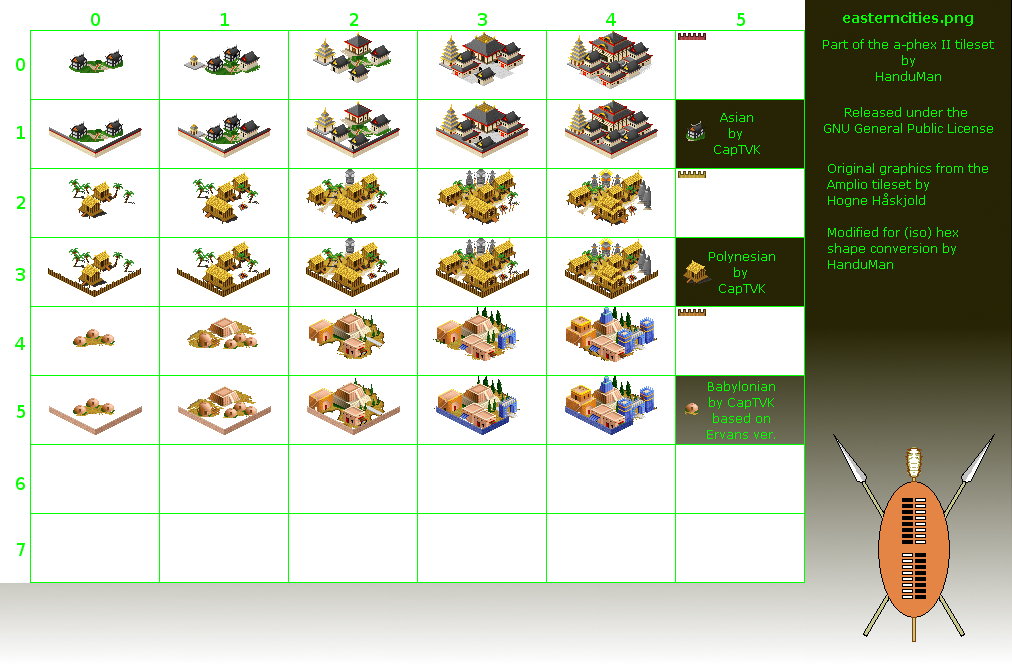 0 1 2 3 4 5
0
1
2
3
4
5
6
7
Asian
by
CapTVK
Polynesian
by
CapTVK
Babylonian
by CapTVK
based on
Ervans ver.
easterncities.png
Part of the a-phex II tileset
by
HanduMan
Released under the
GNU General Public License
Original graphics from the
Amplio tileset by
Hogne Håskjold
Modified for (iso) hex
shape conversion by
HanduMan